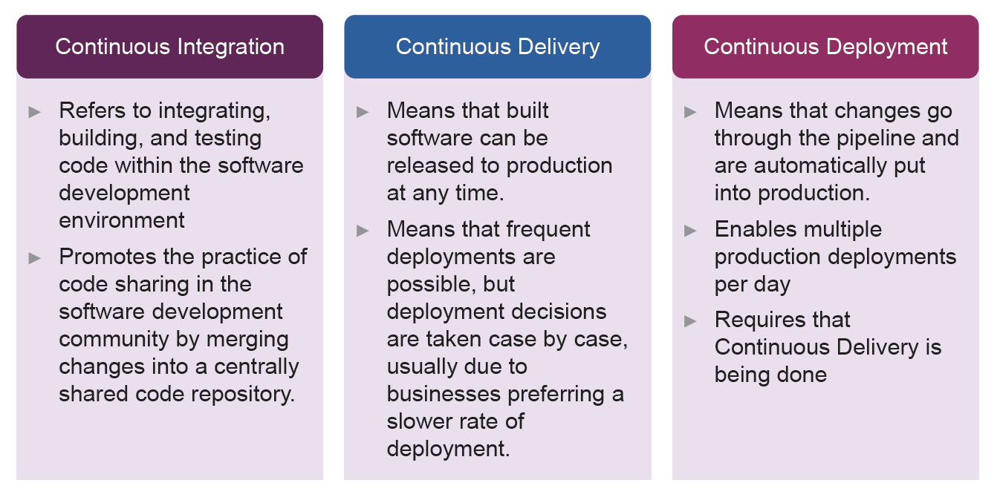 Continuous Integration
Refers to integrating,
building, and testing
code within the software
development
environment
Promotes the practice of
code sharing in the
software development
community by merging
changes into a centrally
shared code repository.
Continuous Delivery
Means that built
software can be
released to production
at any time.
Means that frequent
deployments are
possible, but
deployment decisions
are taken case by case,
usually due to
businesses preferring a
slower rate of
deployment.
Continuous Deployment
Means that changes go
through the pipeline and
are automatically put
into production.
Enables multiple
production deployments
per day
Requires that
Continuous Delivery is
being done